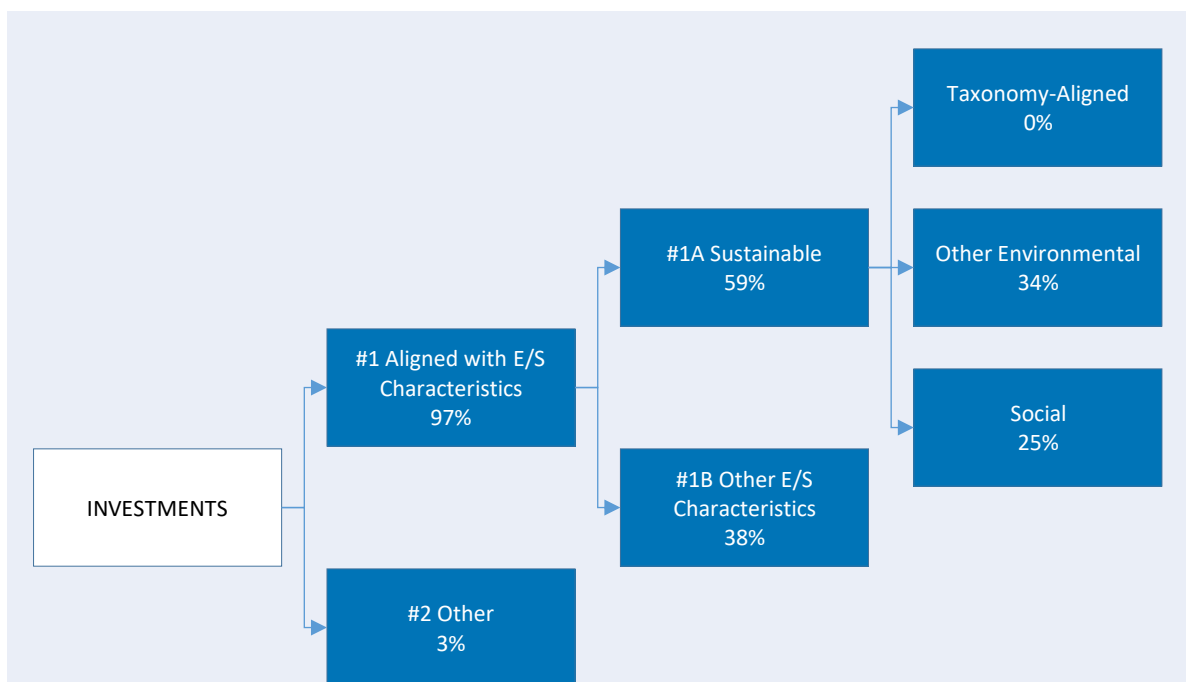 Taxonomy-Aligned
0%
#1A Sustainable
59%
Other Environmental
34%
#1 Aligned with E/S
Characteristics
97%
Social
25%
INVESTMENTS
#1B Other E/S
Characteristics
38%
#2 Other
3%